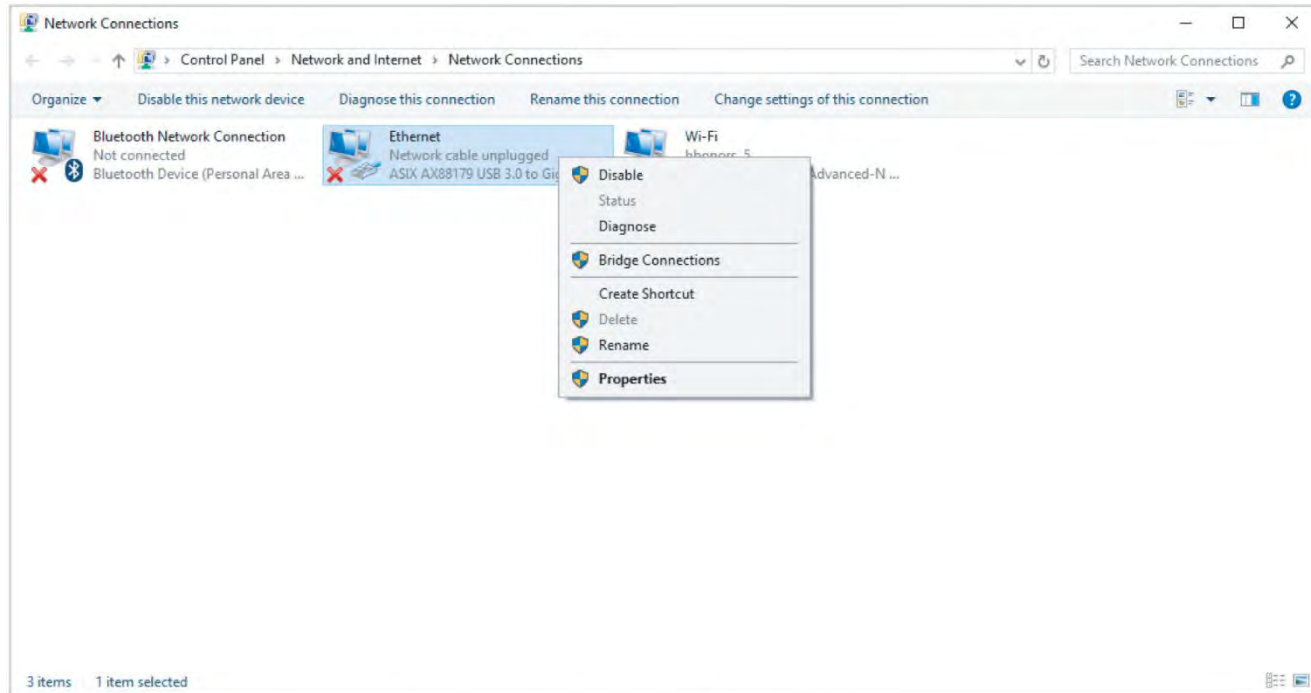 Network Connections
Control Panel > Network and Internet > Network Connections
Search Network Connections
Organize Disable this network device Diagnose this connection Rename this connection Change settings of this connection
Bluetooth Network Connection
Not connected
Bluetooth Device (Personal Area ...
Ethernet
Network cable unplugged
ASIX AX88179 USB 3.0 to Gig
Wi-Fi
hhonors_5
Advanced-N ...
Disable
Status
Diagnose
Bridge Connections
Create Shortcut
Delete
Rename
Properties
3 items 1 item selected